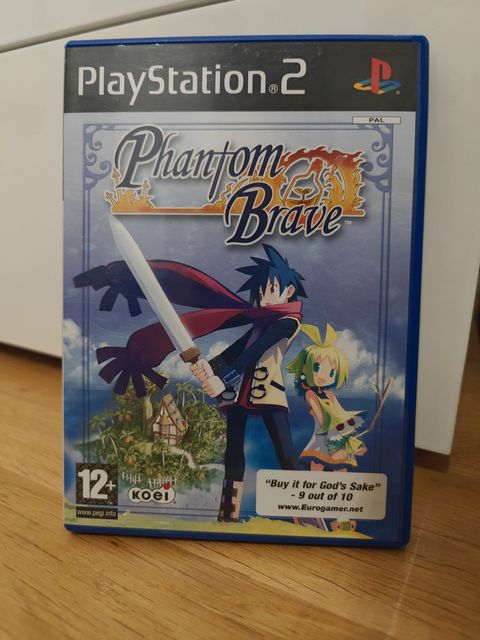 PlayStation®2
PAL
Phantom
Brave™
12+
www.pegi.info
KOEI
"Buy it for God's Sake"
- 9 out of 10
www.Eurogamer.net